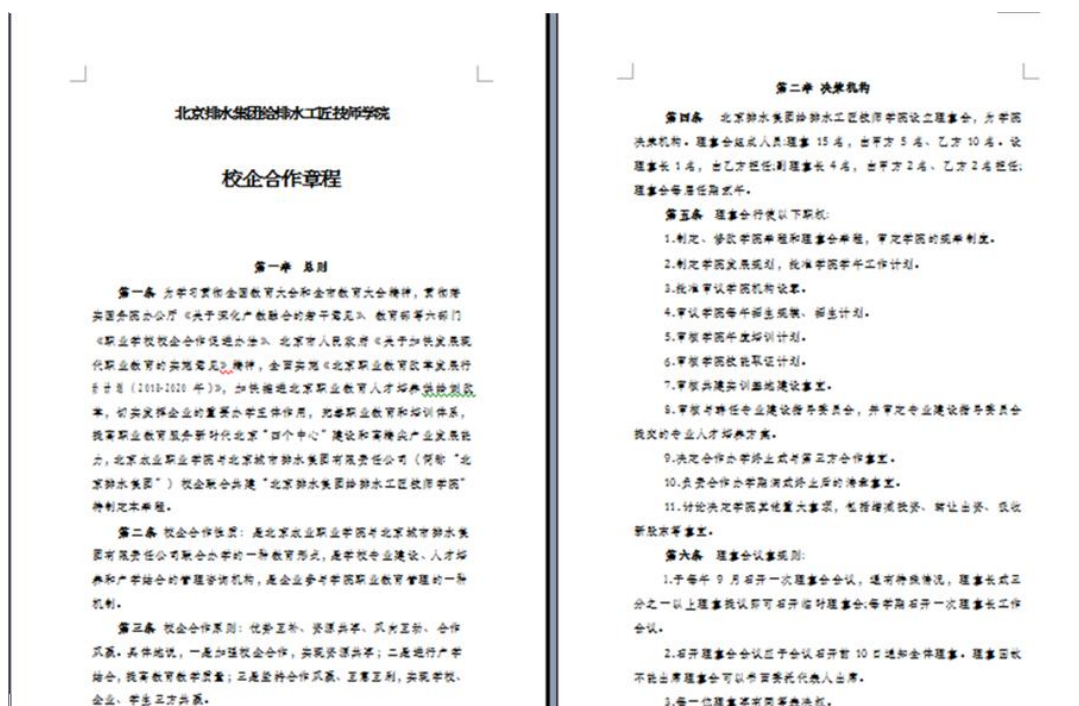 北京排水集团给排水工匠技师学院
校企合作章程
第一章 总则
第一条 为学习贯彻全国教育大会和全市教育大会精神，贯彻落
实国务院办公厅《关于深化产教融合的若干意见》、教育部等六部门
《职业学校校企合作促进办法》、北京市人民政府《关于加快发展现
代职业教育的实施意见》精神，全面实施《北京职业教育改革发展行
动计划（2018-2020 年）》，加快推进北京职业教育人才培养供给侧改
革，切实发挥企业的重要办学主体作用，完善职业教育和培训体系，
提高职业教育服务新时代北京“四个中心”建设和高精尖产业发展能
力，北京农业职业学院与北京城市排水集团有限责任公司（简称“北
京排水集团”）校企联合共建“北京排水集团给排水工匠技师学院”
特制定本章程。
第二条 校企合作性质：是北京农业职业学院与北京城市排水集
团有限责任公司联合办学的一种教育形式，是学校专业建设、人才培
养和产学结合的管理咨询机构，是企业参与学院职业教育管理的一种
机制。
第三条 校企合作原则：优势互补、资源共享、双向互动、合作
双赢。具体地说，一是加强校企合作，实现资源共享；二是进行产学
结合，提高教育教学质量；三是坚持合作双赢、互惠互利，实现学校、
企业、学生三方共赢。
第二章 决策机构
第四条 北京排水集团给排水工匠技师学院设立理事会，为学院
决策机构。理事会组成人员:理事 15 名，由甲方 5 名、乙方 10 名。设
理事长 1 名，由乙方担任;副理事长 4 名，由甲方 2 名、乙方 2 名担任;
理事会每届任期贰年。
第五条 理事会行使以下职权:
1.制定、修改学院章程和理事会章程，审定学院的规章制度。
2.制定学院发展规划，批准学院学年工作计划。
3.批准审议学院机构设置。
4.审议学院每年招生规模、招生计划。
5.审核学院年度培训计划。
6.审核学院技能取证计划。
7.审核共建实训基地建设事宜。
8.审核与聘任专业建设指导委员会，并审定专业建设指导委员会
提交的专业人才培养方案。
9.决定合作办学终止或与第三方合作事宜。
10.负责合作办学期满或终止后的清算事宜。
11.讨论决定学院其他重大事项，包括增减投资、转让出资、吸收
新股东等事宜。
第六条 理事会议事规则:
1.于每年 9 月召开一次理事会会议，遇有特殊情况，理事长或三
分之一以上理事提议即可召开临时理事会;每学期召开一次理事长工作
会议。
2.召开理事会会议应于会议召开前 10 日通知全体理事。理事因故
不能出席理事会可以书面委托代表人出席。
3.每一位理事享有同等表决权。